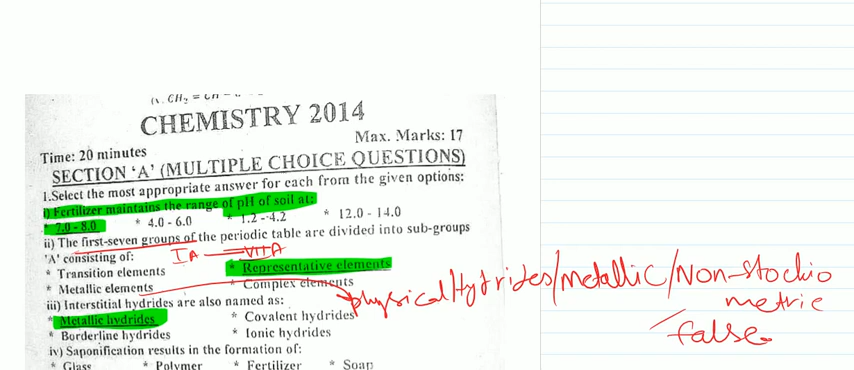 (v. CH₂ = CH –
CHEMISTRY 2014
Max. Marks: 17
Time: 20 minutes
SECTION 'A' (MULTIPLE CHOICE QUESTIONS)
1.Select the most appropriate answer for each from the given options:
i) Fertilizer maintains the range of pH of soil at:
* 7.0 - 8.0 * 4.0 - 6.0 * 1.2 - 4.2 * 12.0 - 14.0
ii) The first-seven groups of the periodic table are divided into sub-groups
'A' consisting of: IA — VIIA
* Transition elements * Representative elements
* Metallic elements * Complex elements
physical/Hydrides/metallic/Non-stochio
metric
iii) Interstitial hydrides are also named as:
* Metallic hydrides * Covalent hydrides
* Borderline hydrides * Ionic hydrides
false
iv) Saponification results in the formation of:
* Glass * Polymer * Fertilizer * Soap